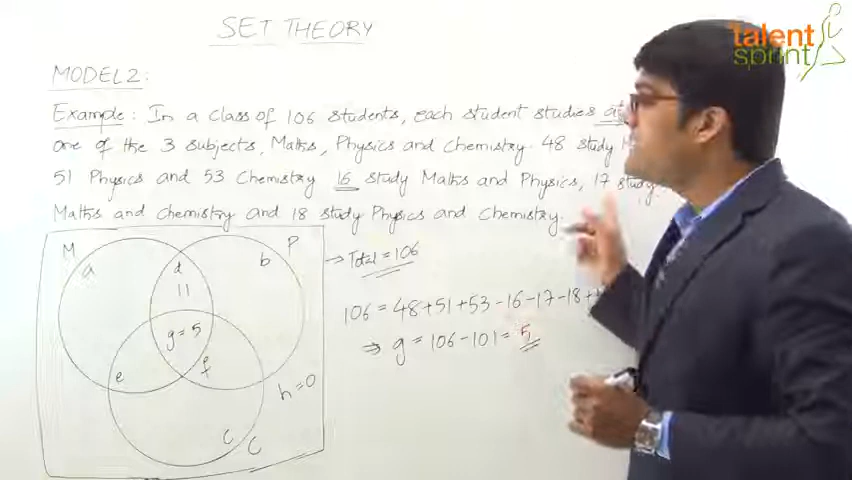 SET THEORY
talent
sprint
MODEL 2:
Example: In a class of 106 students, each student studies at
one of the 3 subjects, Maths, Physics and Chemistry. 48 study
51 Physics and 53 Chemistry 16 study Maths and Physics, 17 study
Maths and chemistry and 18 study Physics and Chemistry.
M
P
a
d
b
11
g = 5
e
f
h = 0
C
C
→ Total = 106
106 = 48 + 51 + 53 - 16 - 17 - 18 +
⇒ g = 106 - 101 = 5